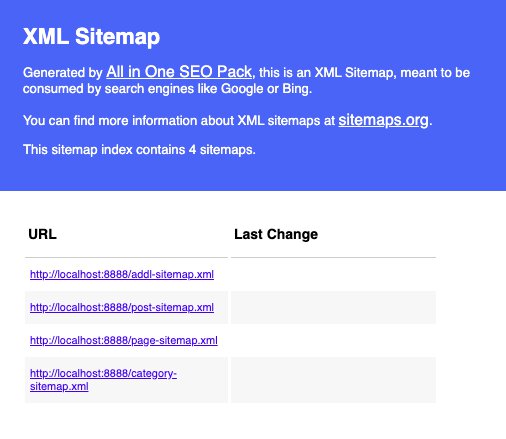 XML Sitemap
Generated by All in One SEO Pack, this is an XML Sitemap, meant to be
consumed by search engines like Google or Bing.
You can find more information about XML sitemaps at sitemaps.org.
This sitemap index contains 4 sitemaps.
URL Last Change
http://localhost:8888/addl-sitemap.xml
http://localhost:8888/post-sitemap.xml
http://localhost:8888/page-sitemap.xml
http://localhost:8888/category-
sitemap.xml